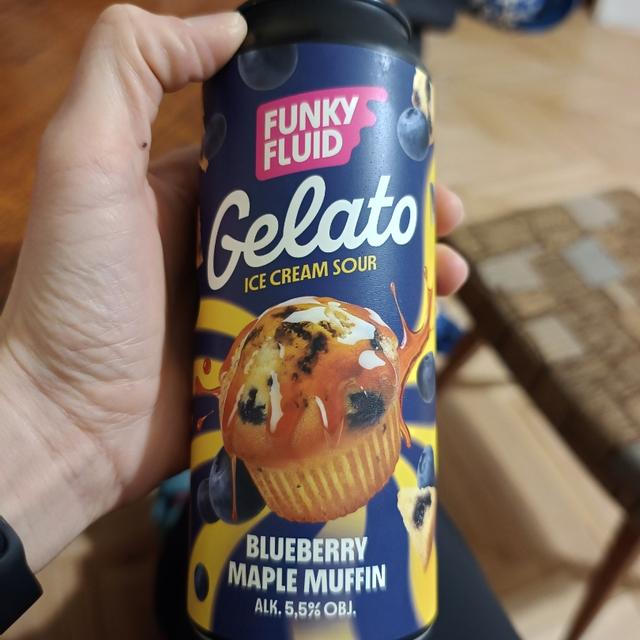 FUNKY
FLUID
Gelato
ICE CREAM SOUR
BLUEBERRY
MAPLE MUFFIN
ALK. 5,5% OBJ.